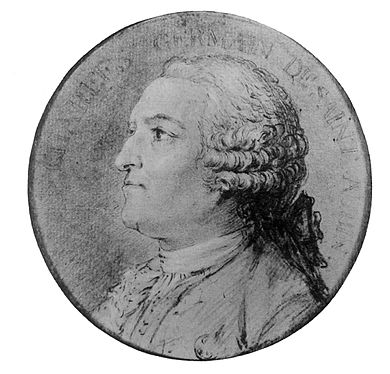 CHARLES GERMAIN DE SAINT AUBIN